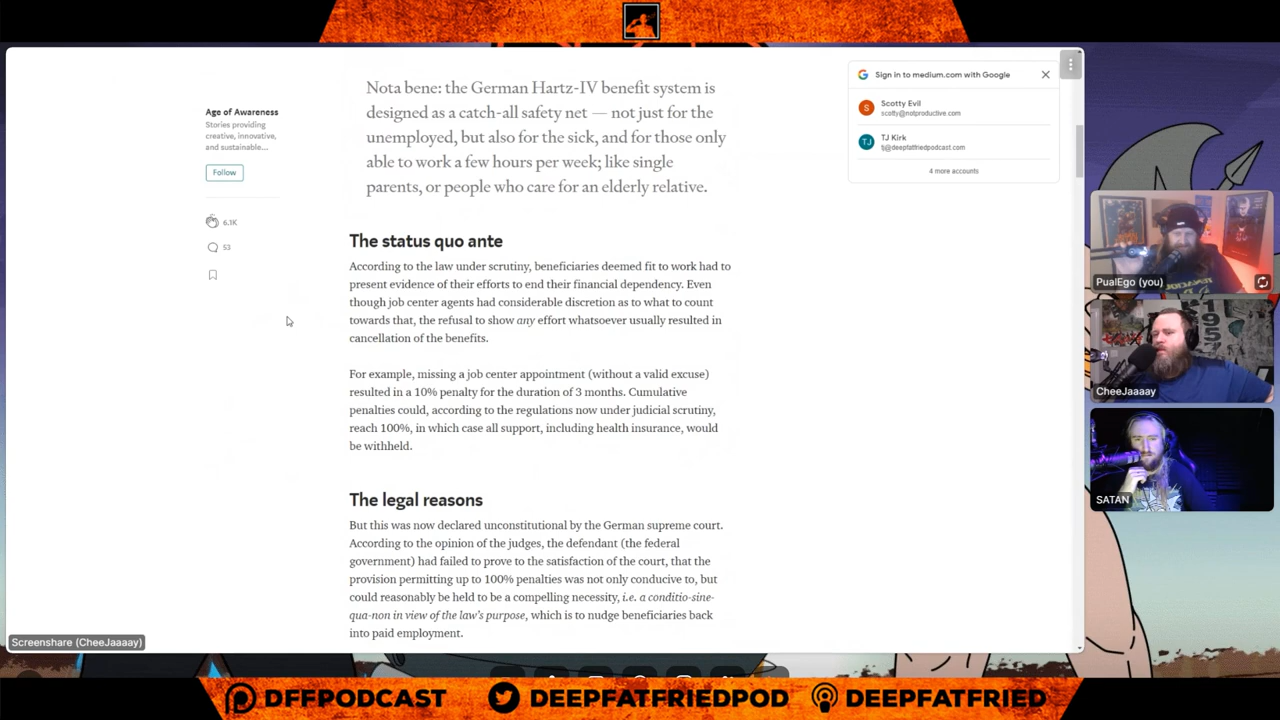 Nota bene: the German Hartz-IV benefit system is
designed as a catch-all safety net — not just for the
unemployed, but also for the sick, and for those only
able to work a few hours per week; like single
parents, or people who care for an elderly relative.
Age of Awareness
Stories providing
creative, innovative,
and sustainable...
Follow
6.1K
53
The status quo ante
According to the law under scrutiny, beneficiaries deemed fit to work had to
present evidence of their efforts to end their financial dependency. Even
though job center agents had considerable discretion as to what to count
towards that, the refusal to show any effort whatsoever usually resulted in
cancellation of the benefits.
For example, missing a job center appointment (without a valid excuse)
resulted in a 10% penalty for the duration of 3 months. Cumulative
penalties could, according to the regulations now under judicial scrutiny,
reach 100%, in which case all support, including health insurance, would
be withheld.
The legal reasons
But this was now declared unconstitutional by the German supreme court.
According to the opinion of the judges, the defendant (the federal
government) had failed to prove to the satisfaction of the court, that the
provision permitting up to 100% penalties was not only conducive to, but
could reasonably be held to be a compelling necessity, i.e. a conditio-sine-
qua-non in view of the law's purpose, which is to nudge beneficiaries back
into paid employment.
Sign in to medium.com with Google
S
Scotty Evil
scotty@notproductive.com
TJ
TJ Kirk
tj@deepfatfriedpodcast.com
4 more accounts
PualEgo (you)
CheeJaaaay
SATAN
Screenshare (CheeJaaaay)
DFFPODCAST
DEEPFATFRIEDPOD
DEEPFATFRIED